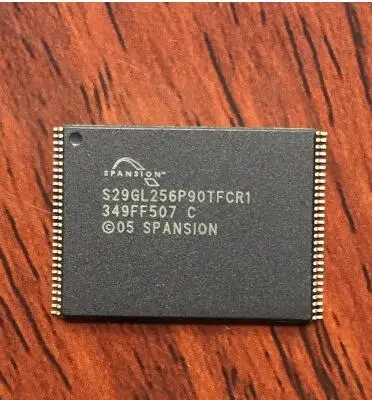 SPANSION
S29GL256P90TFCR1
349FF507 C
©05 SPANSION